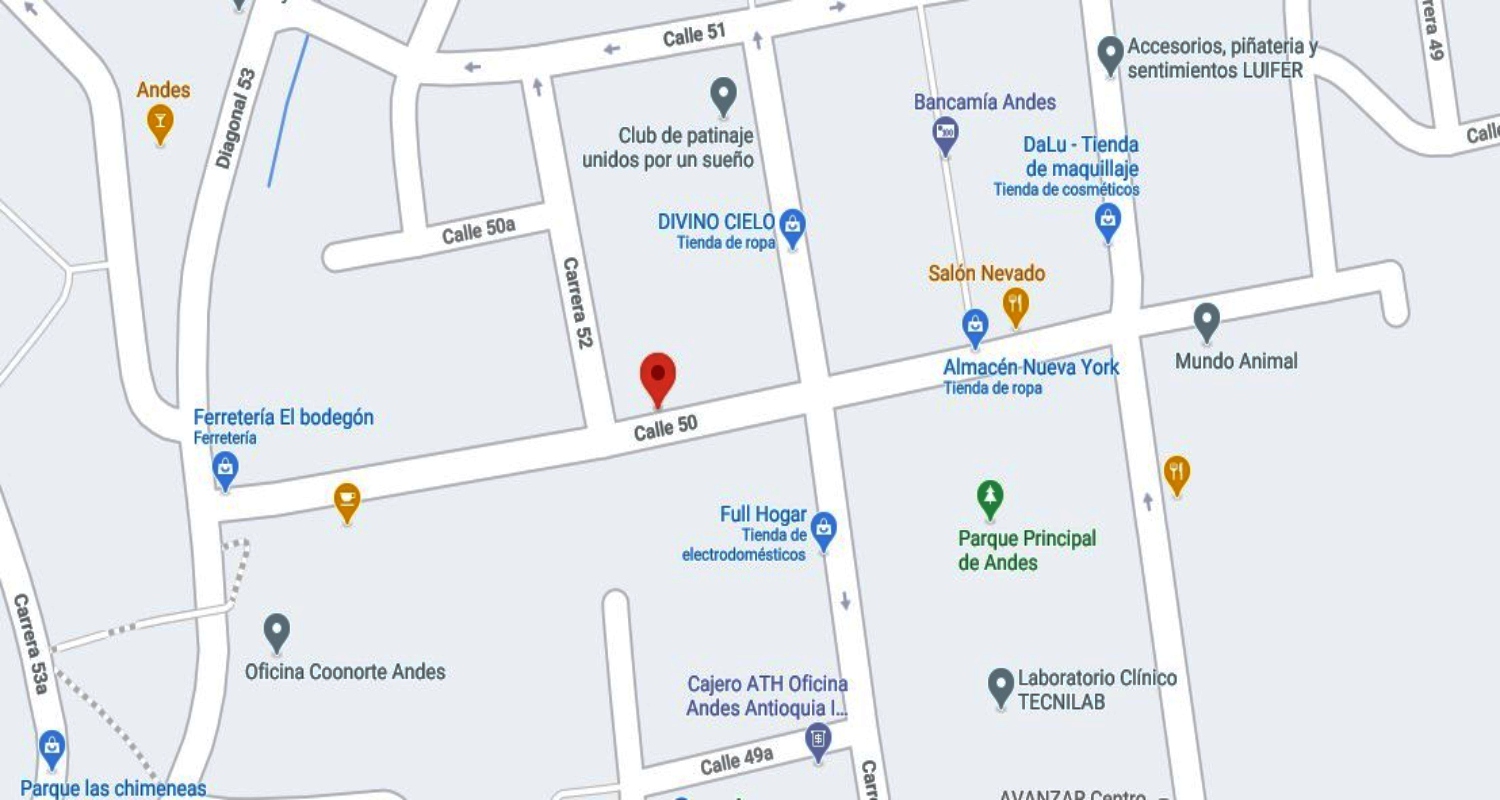 Calle 51
Accesorios, piñateria y
sentimientos LUIFER
Andes
Diagonal 53
Club de patinaje
unidos por un sueño
Bancamía Andes
DaLu - Tienda
de maquillaje
Tienda de cosméticos
Calle
DIVINO CIELO
Tienda de ropa
Calle 50a
Carrera 52
Salón Nevado
Almacén Nueva York
Tienda de ropa
Mundo Animal
Ferretería El bodegón
Ferretería
Calle 50
Full Hogar
Tienda de
electrodomésticos
Parque Principal
de Andes
Carrera 53a
Oficina Coonorte Andes
Cajero ATH Oficina
Andes Antioquia I...
Laboratorio Clínico
TECNILAB
Calle 49a
Parque las chimeneas
AVANZAR Centro